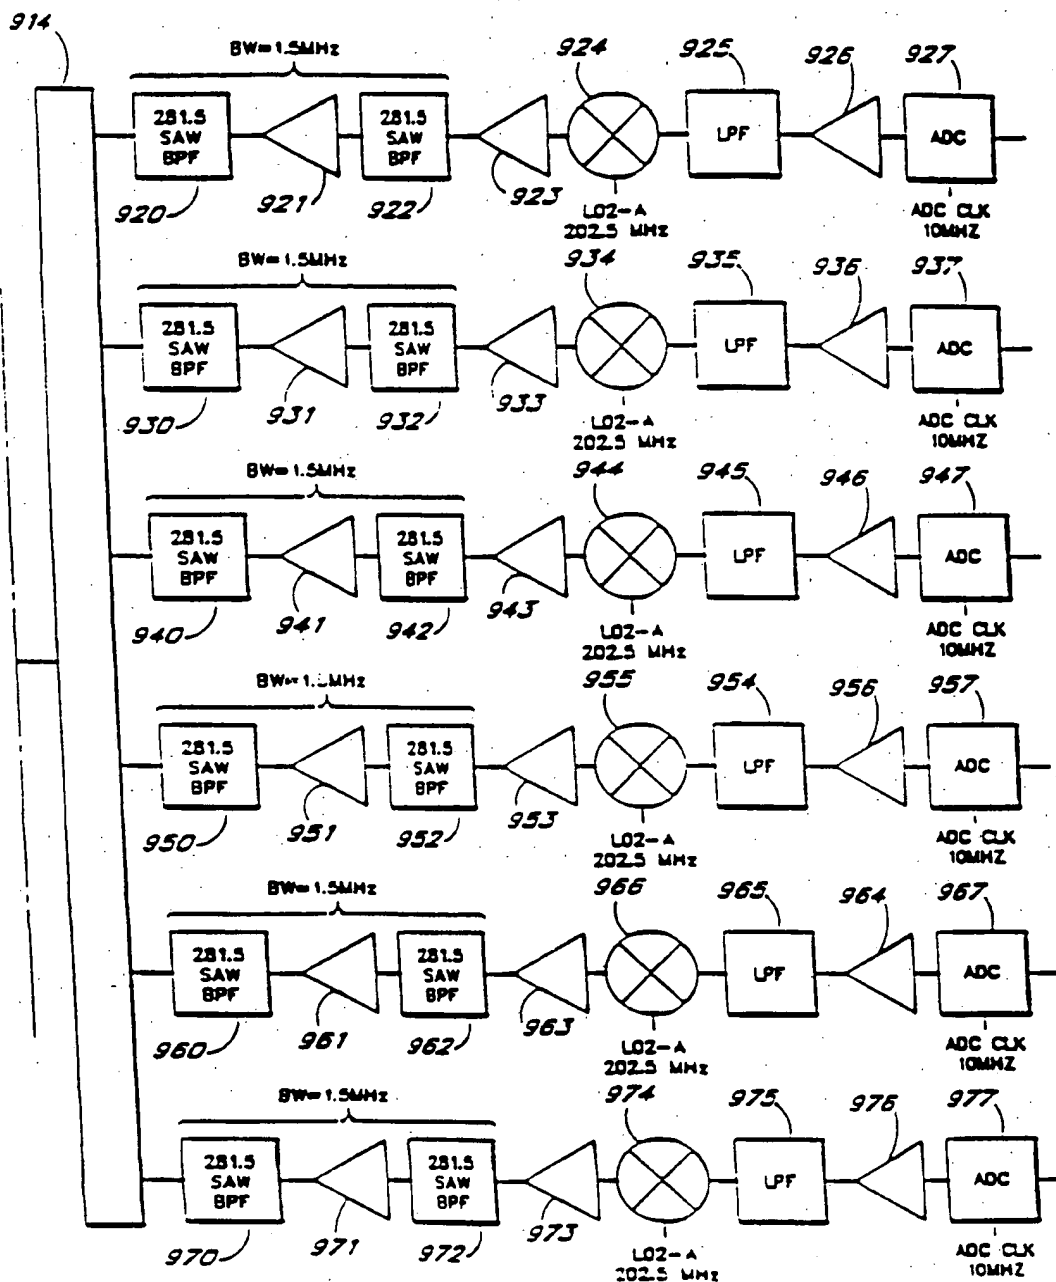 914
BW=1.5MHz
924
925
926
927
281.5
SAW
BPF
281.5
SAW
BPF
LPF
ADC
920
921
922
923
LO2-A
202.5 MHz
ADC CLK
10MHZ
BW=1.5MHz
934
935
936
937
281.5
SAW
BPF
281.5
SAW
BPF
LPF
ADC
930
931
932
933
LO2-A
202.5 MHz
ADC CLK
10MHZ
BW=1.5MHz
944
945
946
947
281.5
SAW
BPF
281.5
SAW
BPF
LPF
ADC
940
941
942
943
LO2-A
202.5 MHz
ADC CLK
10MHZ
BW=1.5MHz
955
954
956
957
281.5
SAW
BPF
281.5
SAW
BPF
LPF
ADC
950
951
952
953
LO2-A
202.5 MHz
ADC CLK
10MHZ
BW=1.5MHz
966
965
964
967
281.5
SAW
BPF
281.5
SAW
BPF
LPF
ADC
960
961
962
963
LO2-A
202.5 MHz
ADC CLK
10MHZ
BW=1.5MHz
974
975
976
977
281.5
SAW
BPF
281.5
SAW
BPF
LPF
ADC
970
971
972
973
LO2-A
202.5 MHz
ADC CLK
10MHZ